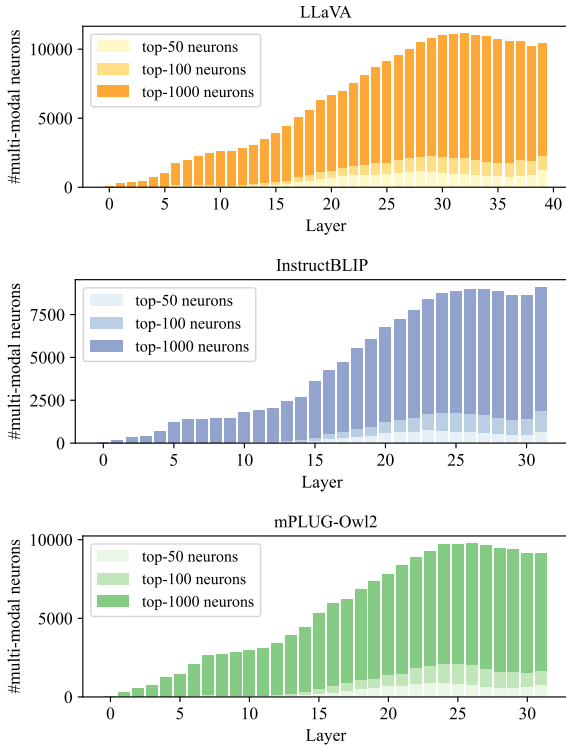 LLaVA
10000
5000
0
#multi-modal neurons
top-50 neurons
top-100 neurons
top-1000 neurons
0 5 10 15 20 25 30 35 40
Layer
InstructBLIP
7500
5000
2500
0
#multi-modal neurons
top-50 neurons
top-100 neurons
top-1000 neurons
0 5 10 15 20 25 30
Layer
mPLUG-Owl2
10000
5000
0
#multi-modal neurons
top-50 neurons
top-100 neurons
top-1000 neurons
0 5 10 15 20 25 30
Layer